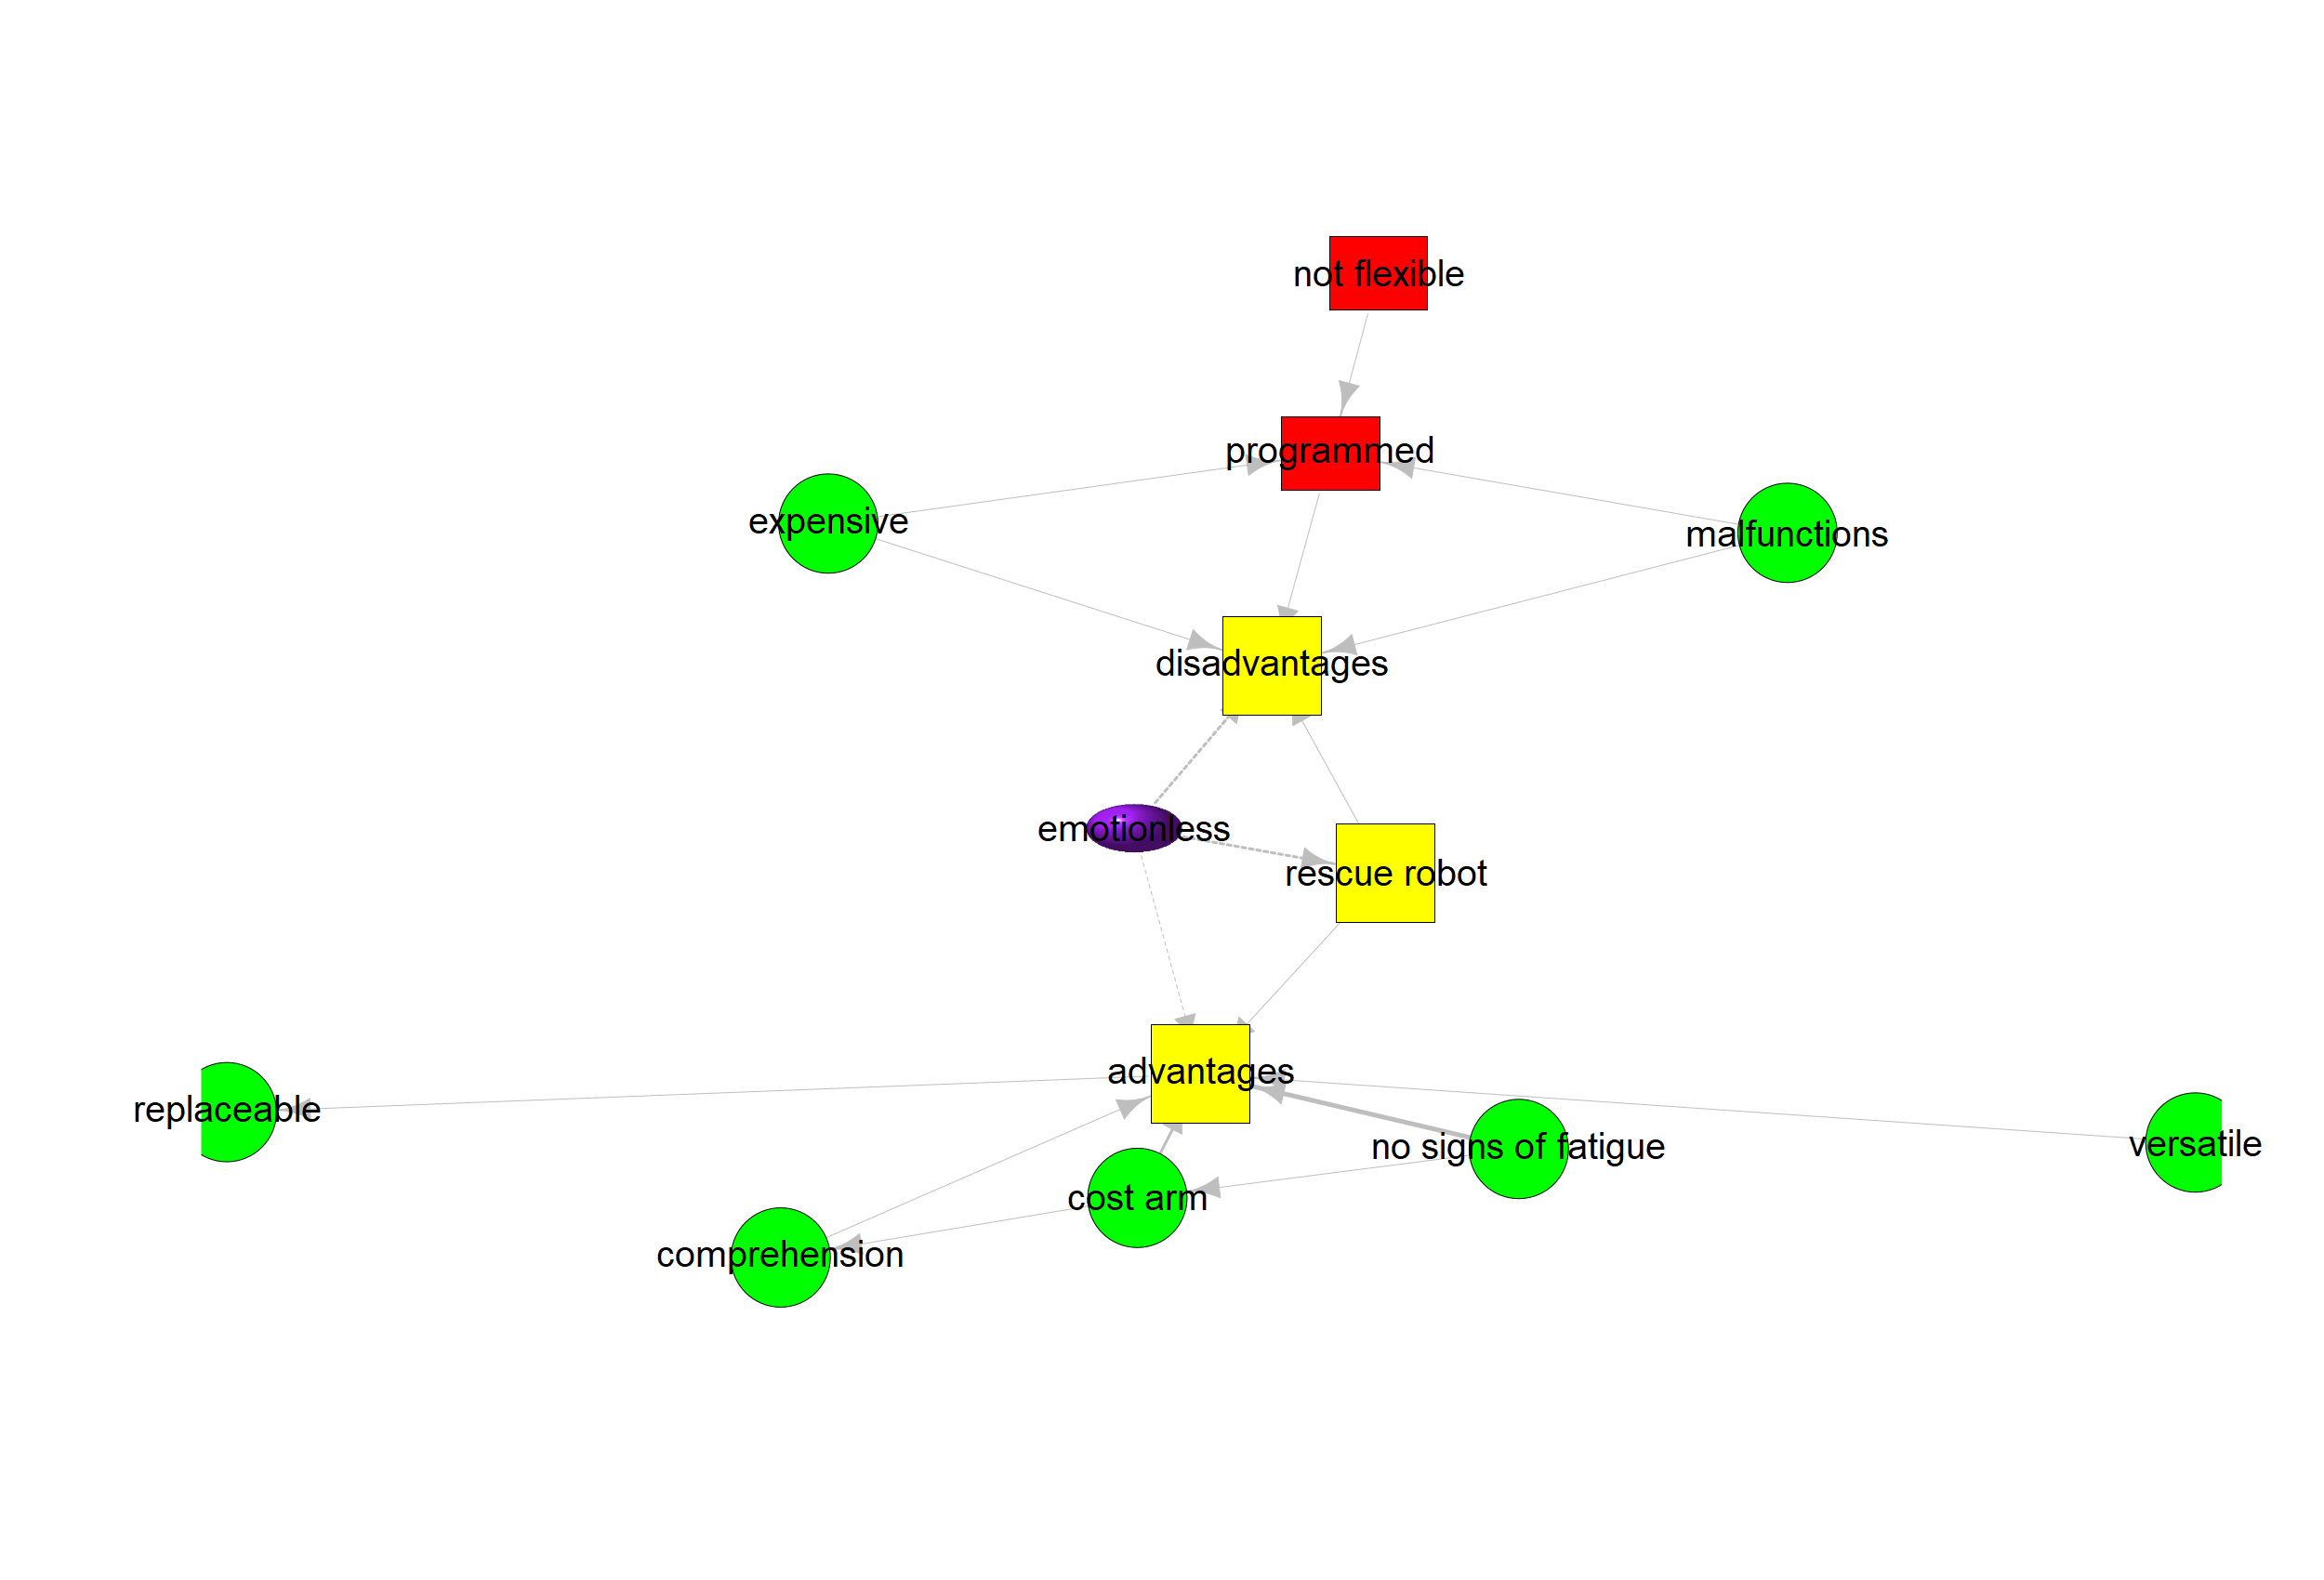 not flexible
programmed
expensive
malfunctions
disadvantages
emotionless
rescue robot
advantages
replaceable
no signs of fatigue
versatile
cost arm
comprehension